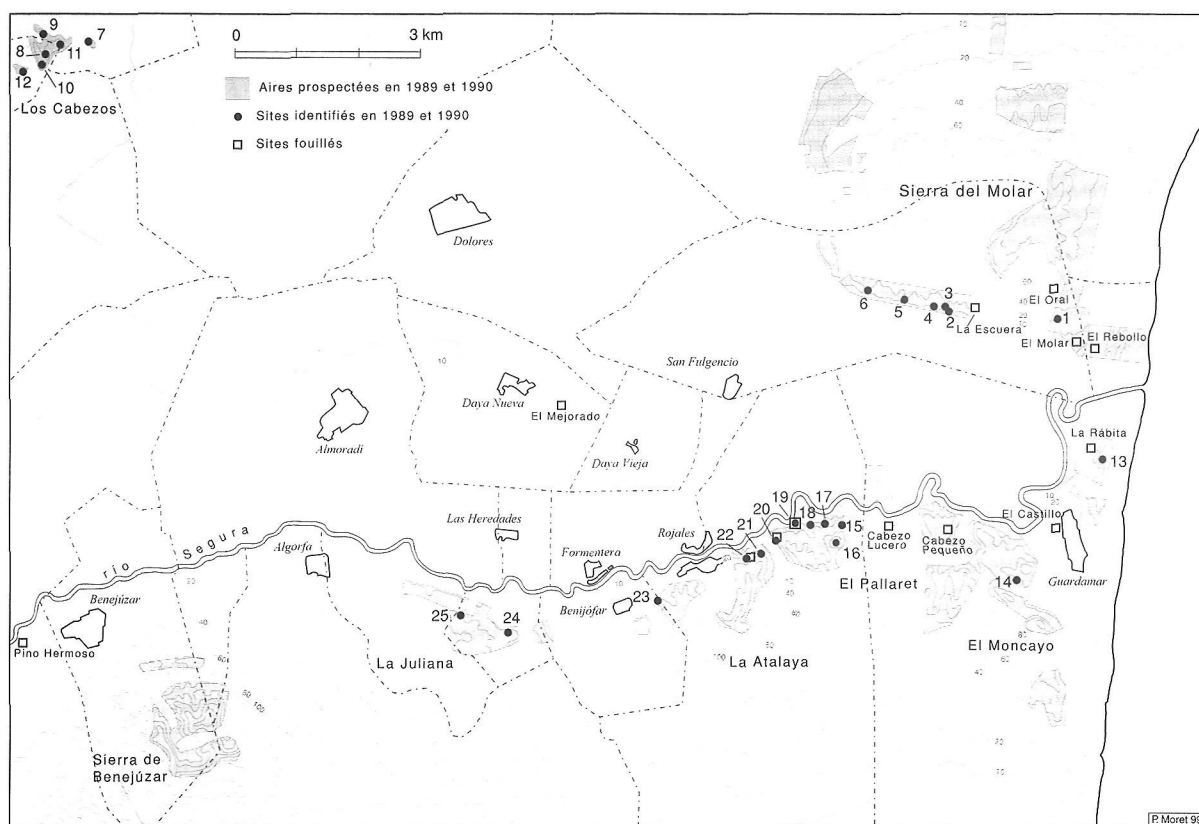 9
7
8
11
12
10
Los Cabezos
0 3 km
Aires prospectées en 1989 et 1990
Sites identifiés en 1989 et 1990
Sites fouillés
Sierra del Molar
Dolores
6
5
4
3
2
La Escuera
El Oral
1
El Molar
El Rebollo
San Fulgencio
10
Daya Nueva
El Mejorado
Almoradi
Daya Vieja
La Rábita
13
El Castillo
Guardamar
rio Segura
Algorfa
Las Heredades
Formentera
Rojales
22
21
20
19
18
17
15
16
Cabezo
Lucero
Cabezo
Pequeño
El Pallaret
14
El Moncayo
Benejúzar
Pino Hermoso
25
24
Benijófar
23
La Juliana
La Atalaya
Sierra de
Benejúzar